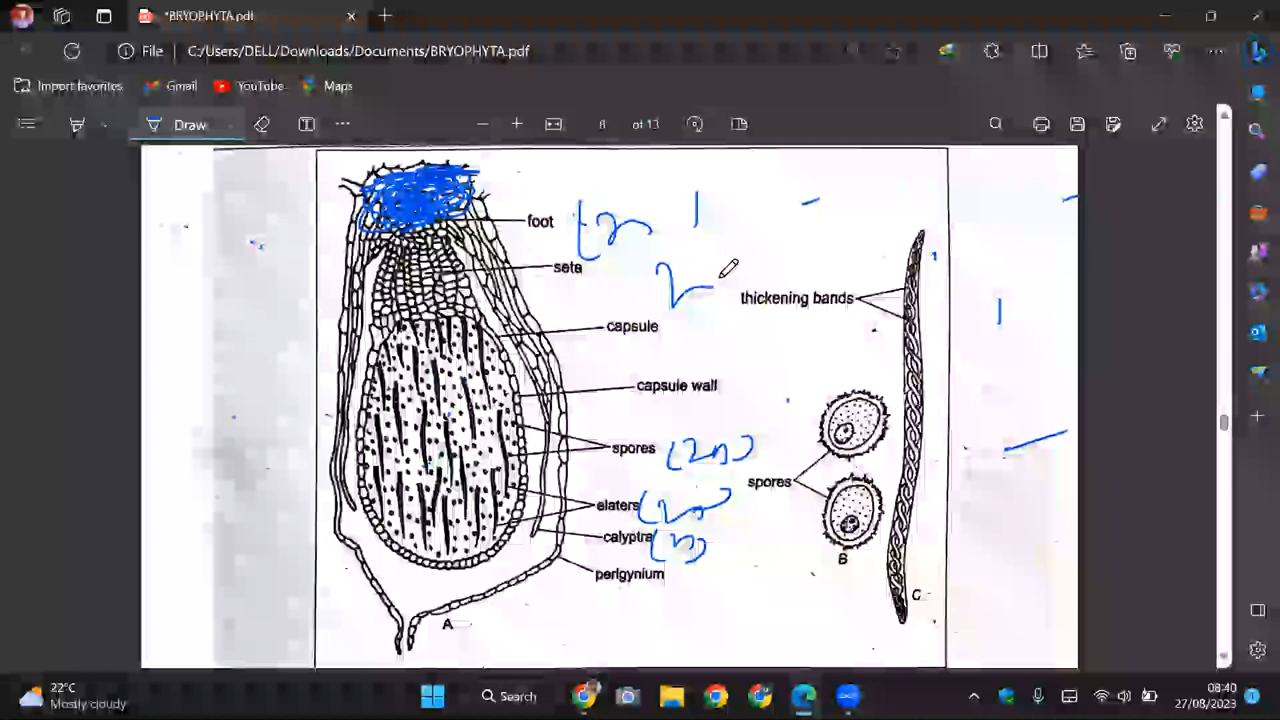 *BRYOPHYTA.pdf
File C:/Users/DELL/Downloads/Documents/BRYOPHYTA.pdf
Import favorites Gmail YouTube Maps
Draw 8 of 13
foot
seta
capsule
capsule wall
spores (2n)
elaters (2n)
calyptra (n)
perigynium
A
thickening bands
spores
B
C
22°C
Mostly cloudy
Search
08:40
27/08/2023